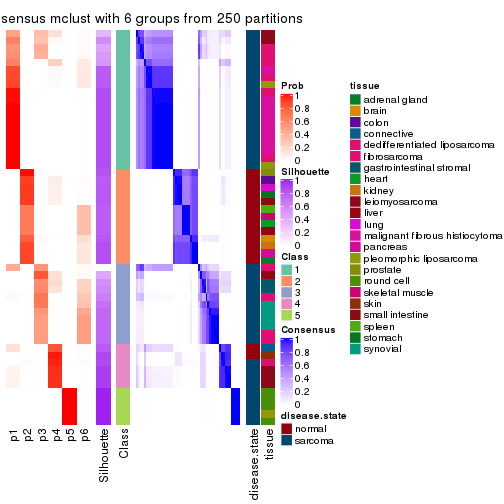 sensus mclust with 6 groups from 250 partitions
Prob
1
0.8
0.6
0.4
0.2
0
Silhouette
1
0.8
0.6
0.4
0.2
0
Class
1
2
3
4
5
Consensus
1
0.8
0.6
0.4
0.2
0
disease.state
normal
sarcoma
tissue
adrenal gland
brain
colon
connective
dedifferentiated liposarcoma
fibrosarcoma
gastrointestinal stromal
heart
kidney
leiomyosarcoma
liver
lung
malignant fibrous histiocytoma
pancreas
pleomorphic liposarcoma
prostate
round cell
skeletal muscle
skin
small intestine
spleen
stomach
synovial
p1
p2
p3
p4
p5
p6
Silhouette
Class
disease.state
tissue